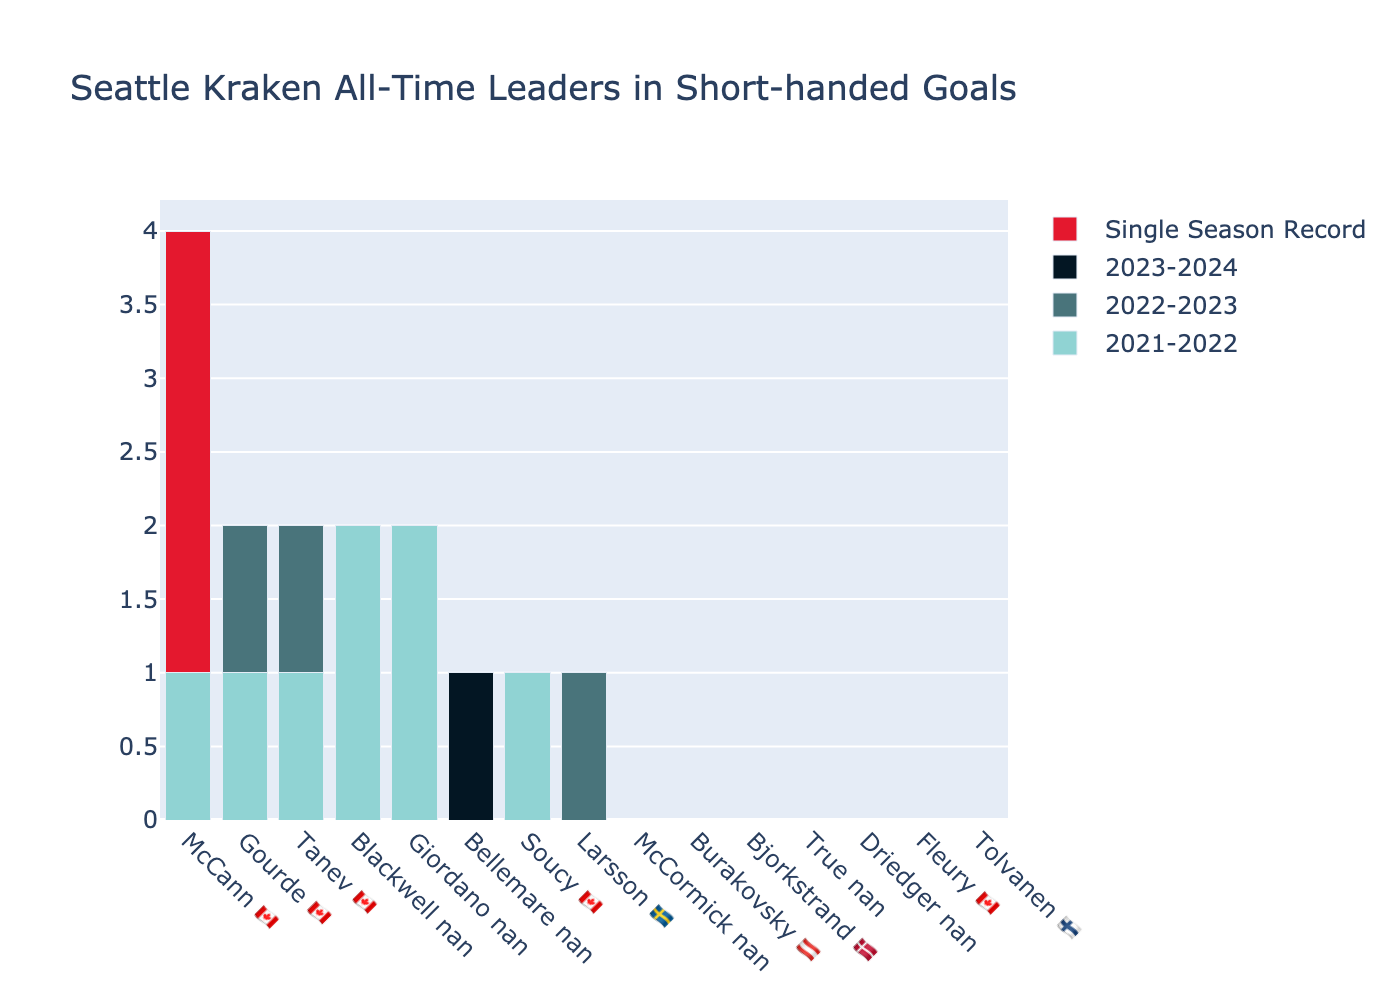 Seattle Kraken All-Time Leaders in Short-handed Goals
Single Season Record
2023-2024
2022-2023
2021-2022
4
3.5
3
2.5
2
1.5
1
0.5
0
McCann 🇨🇦
Gourde 🇨🇦
Tanev 🇨🇦
Blackwell nan
Giordano nan
Bellemare nan
Soucy 🇨🇦
Larsson 🇸🇪
McCormick nan
Burakovsky 🇦🇹
Bjorkstrand 🇩🇰
True nan
Driedger nan
Fleury 🇨🇦
Tolvanen 🇫🇮